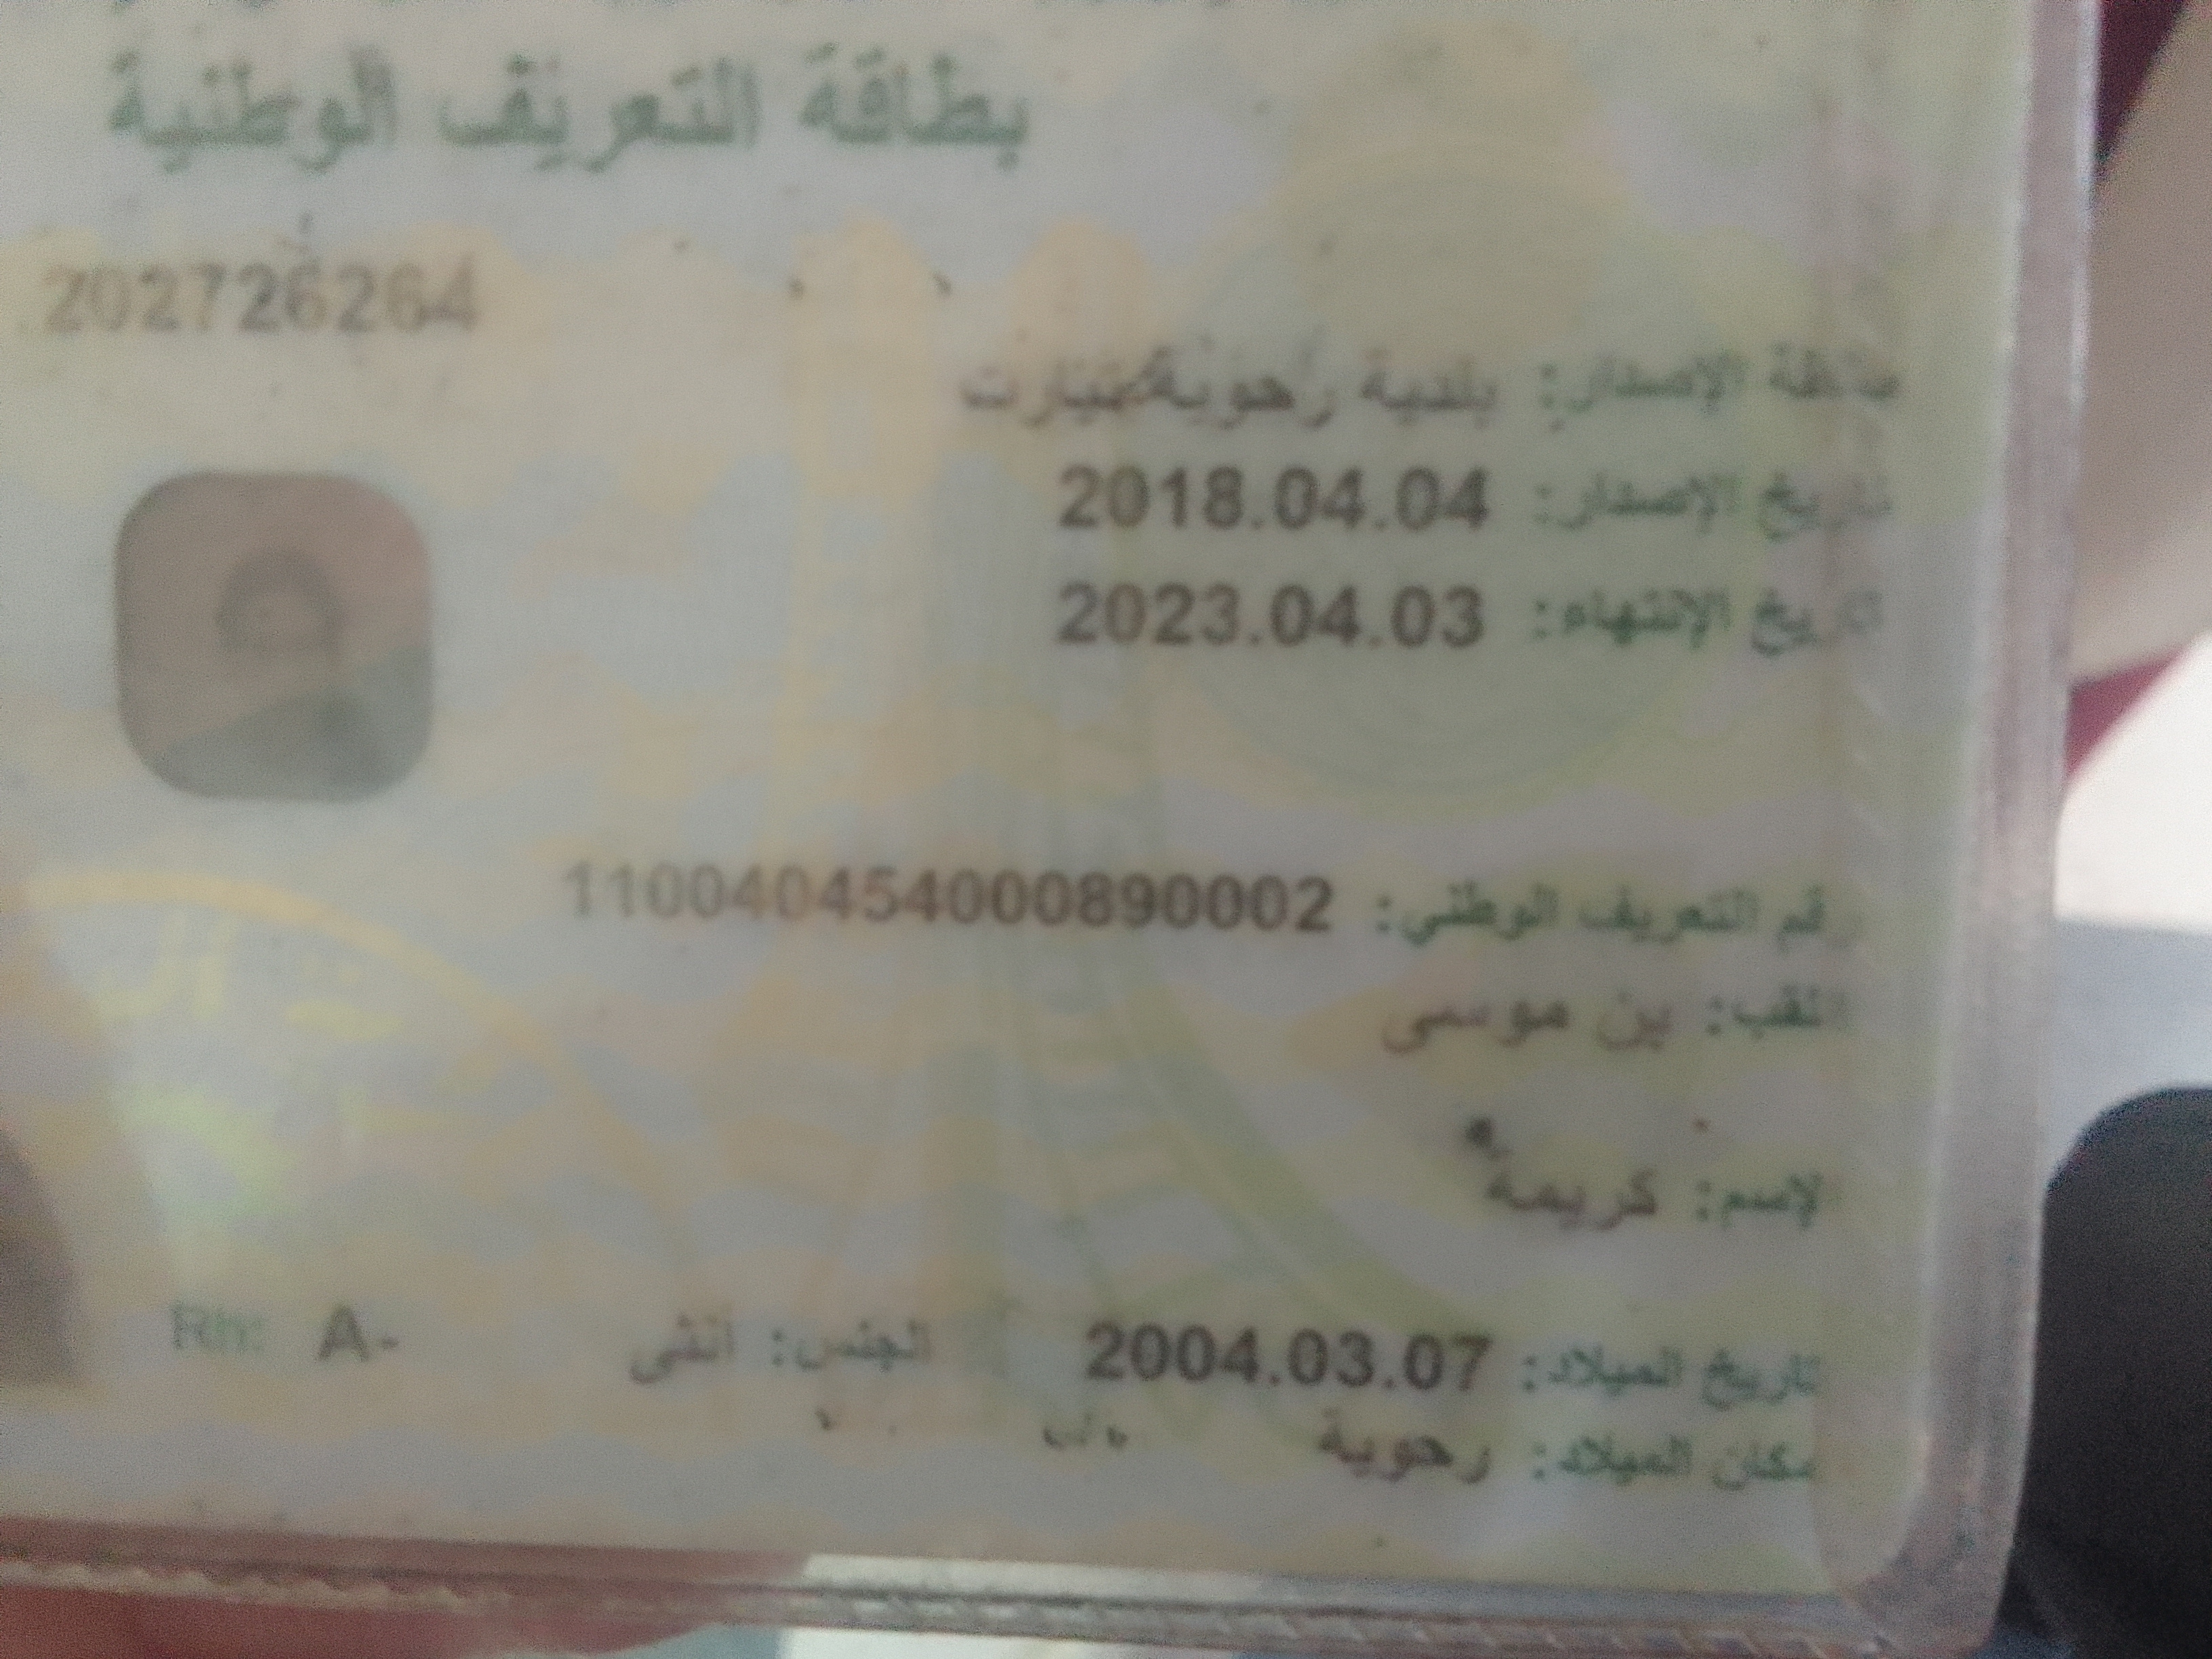 بطاقة التعريف الوطنية
202726264
الإصدار: بلدية رحوية تيارت
تاريخ الإصدار: 2018.04.04
تاريخ الإنتهاء: 2023.04.03
رقم التعريف الوطني: 110040454000890002
اللقب: بن موسى
الإسم: كريمة
تاريخ الميلاد: 2004.03.07 الجنس: أنثى Rh: A-
مكان الميلاد: رحوية